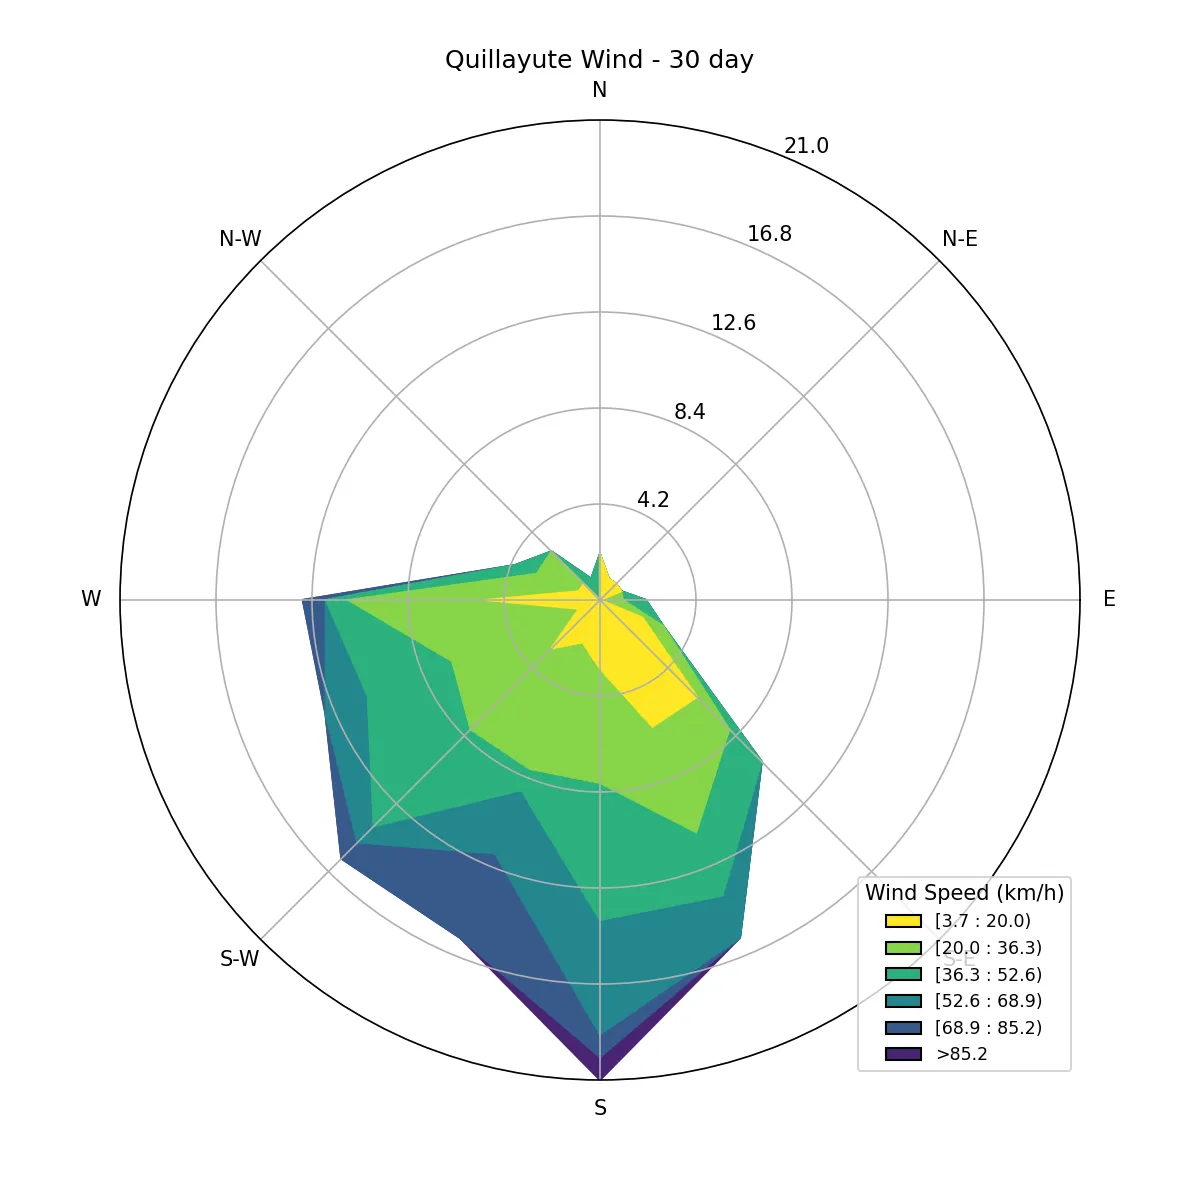 Quillayute Wind - 30 day
N
21.0
16.8
N-W
N-E
12.6
8.4
4.2
W
E
Wind Speed (km/h)
[3.7 : 20.0)
[20.0 : 36.3)
S-W
S-E
[36.3 : 52.6)
[52.6 : 68.9)
[68.9 : 85.2)
>85.2
S